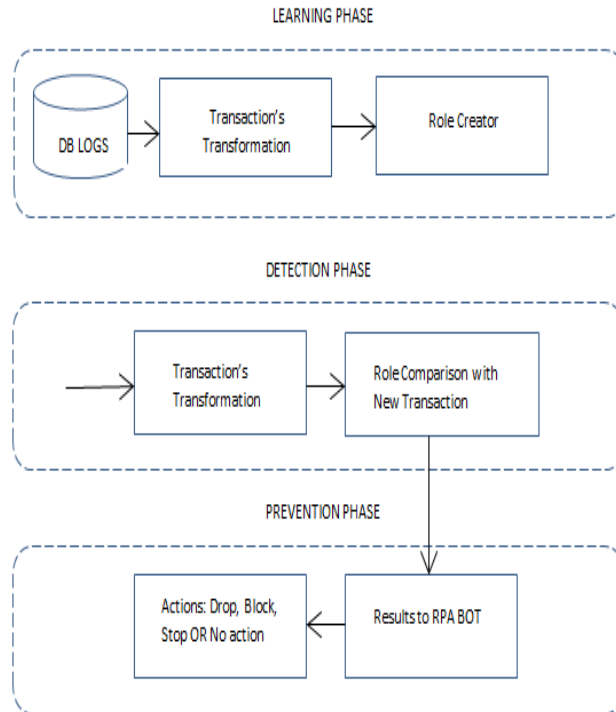 LEARNING PHASE
DB LOGS
Transaction's
Transformation
Role Creator
DETECTION PHASE
Transaction's
Transformation
Role Comparison with
New Transaction
PREVENTION PHASE
Actions: Drop, Block,
Stop OR No action
Results to RPA BOT